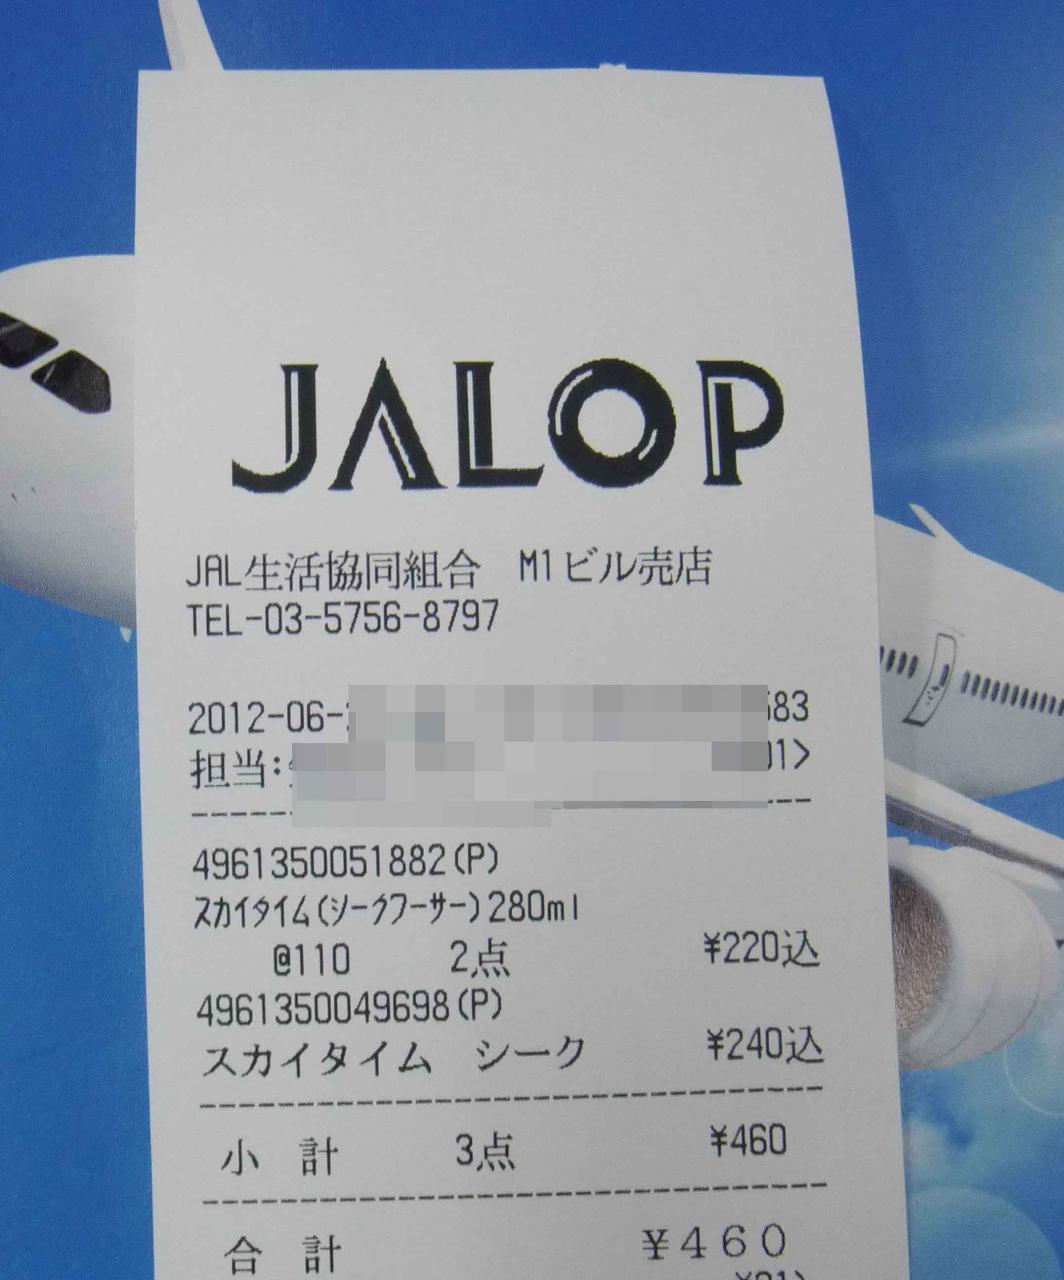 JALOP
JAL生活協同組合 M1ビル売店
TEL-03-5756-8797
2012-06- 583
担当: 01>
4961350051882(P)
スカイタイム(シークワーサー)280ml
@110 2点 ¥220込
4961350049698(P)
スカイタイム シーク ¥240込
小 計 3点 ¥460
合 計 ¥460